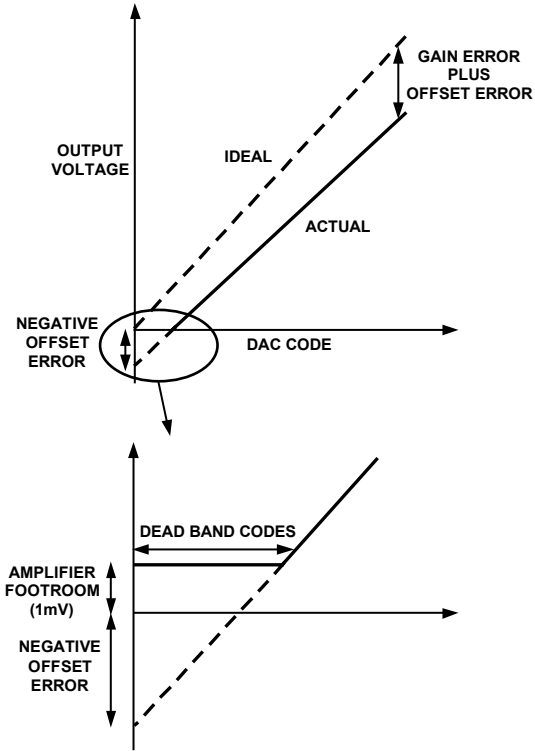 GAIN ERROR
PLUS
OFFSET ERROR
OUTPUT
VOLTAGE
IDEAL
ACTUAL
NEGATIVE
OFFSET
ERROR
DAC CODE
DEAD BAND CODES
AMPLIFIER
FOOTROOM
(1mV)
NEGATIVE
OFFSET
ERROR